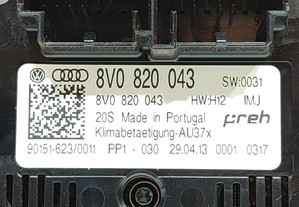 8V0 820 043 SW:0031
8V0 820 043 HW:H12 IMJ
20S Made in Portugal preh
Klimabetaetigung-AU37x
90151-623/0011 PP1 - 030 29.04.13 0001 0317